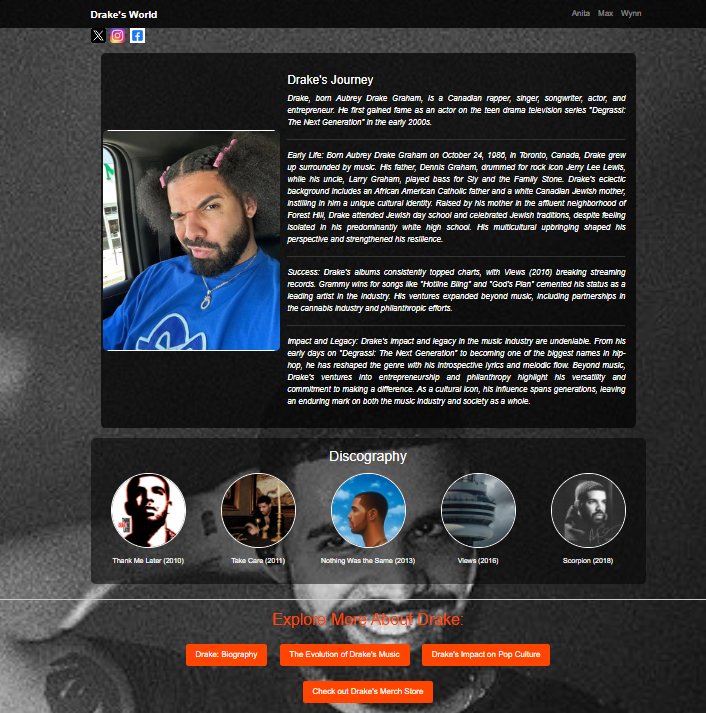 Drake's World
Anita Max Wynn
Drake's Journey
Drake, born Aubrey Drake Graham, is a Canadian rapper, singer, songwriter, actor, and
entrepreneur. He first gained fame as an actor on the teen drama television series "Degrassi:
The Next Generation" in the early 2000s.
Early Life: Born Aubrey Drake Graham on October 24, 1986, in Toronto, Canada, Drake grew
up surrounded by music. His father, Dennis Graham, drummed for rock icon Jerry Lee Lewis,
while his uncle, Larry Graham, played bass for Sly and the Family Stone. Drake's eclectic
background includes an African American Catholic father and a white Canadian Jewish mother,
instilling in him a unique cultural identity. Raised by his mother in the affluent neighborhood of
Forest Hill, Drake attended Jewish day school and celebrated Jewish traditions, despite feeling
isolated in his predominantly white high school. His multicultural upbringing shaped his
perspective and strengthened his resilience.
Success: Drake's albums consistently topped charts, with Views (2016) breaking streaming
records. Grammy wins for songs like "Hotline Bling" and "God's Plan" cemented his status as a
leading artist in the industry. His ventures expanded beyond music, including partnerships in
the cannabis industry and philanthropic efforts.
Impact and Legacy: Drake's impact and legacy in the music industry are undeniable. From his
early days on "Degrassi: The Next Generation" to becoming one of the biggest names in hip-
hop, he has reshaped the genre with his introspective lyrics and melodic flow. Beyond music,
Drake's ventures into entrepreneurship and philanthropy highlight his versatility and
commitment to making a difference. As a cultural icon, his influence spans generations, leaving
an enduring mark on both the music industry and society as a whole.
Discography
Thank Me Later (2010)
Take Care (2011)
Nothing Was the Same (2013)
Views (2016)
Scorpion (2018)
Explore More About Drake:
Drake: Biography
The Evolution of Drake's Music
Drake's Impact on Pop Culture
Check out Drake's Merch Store